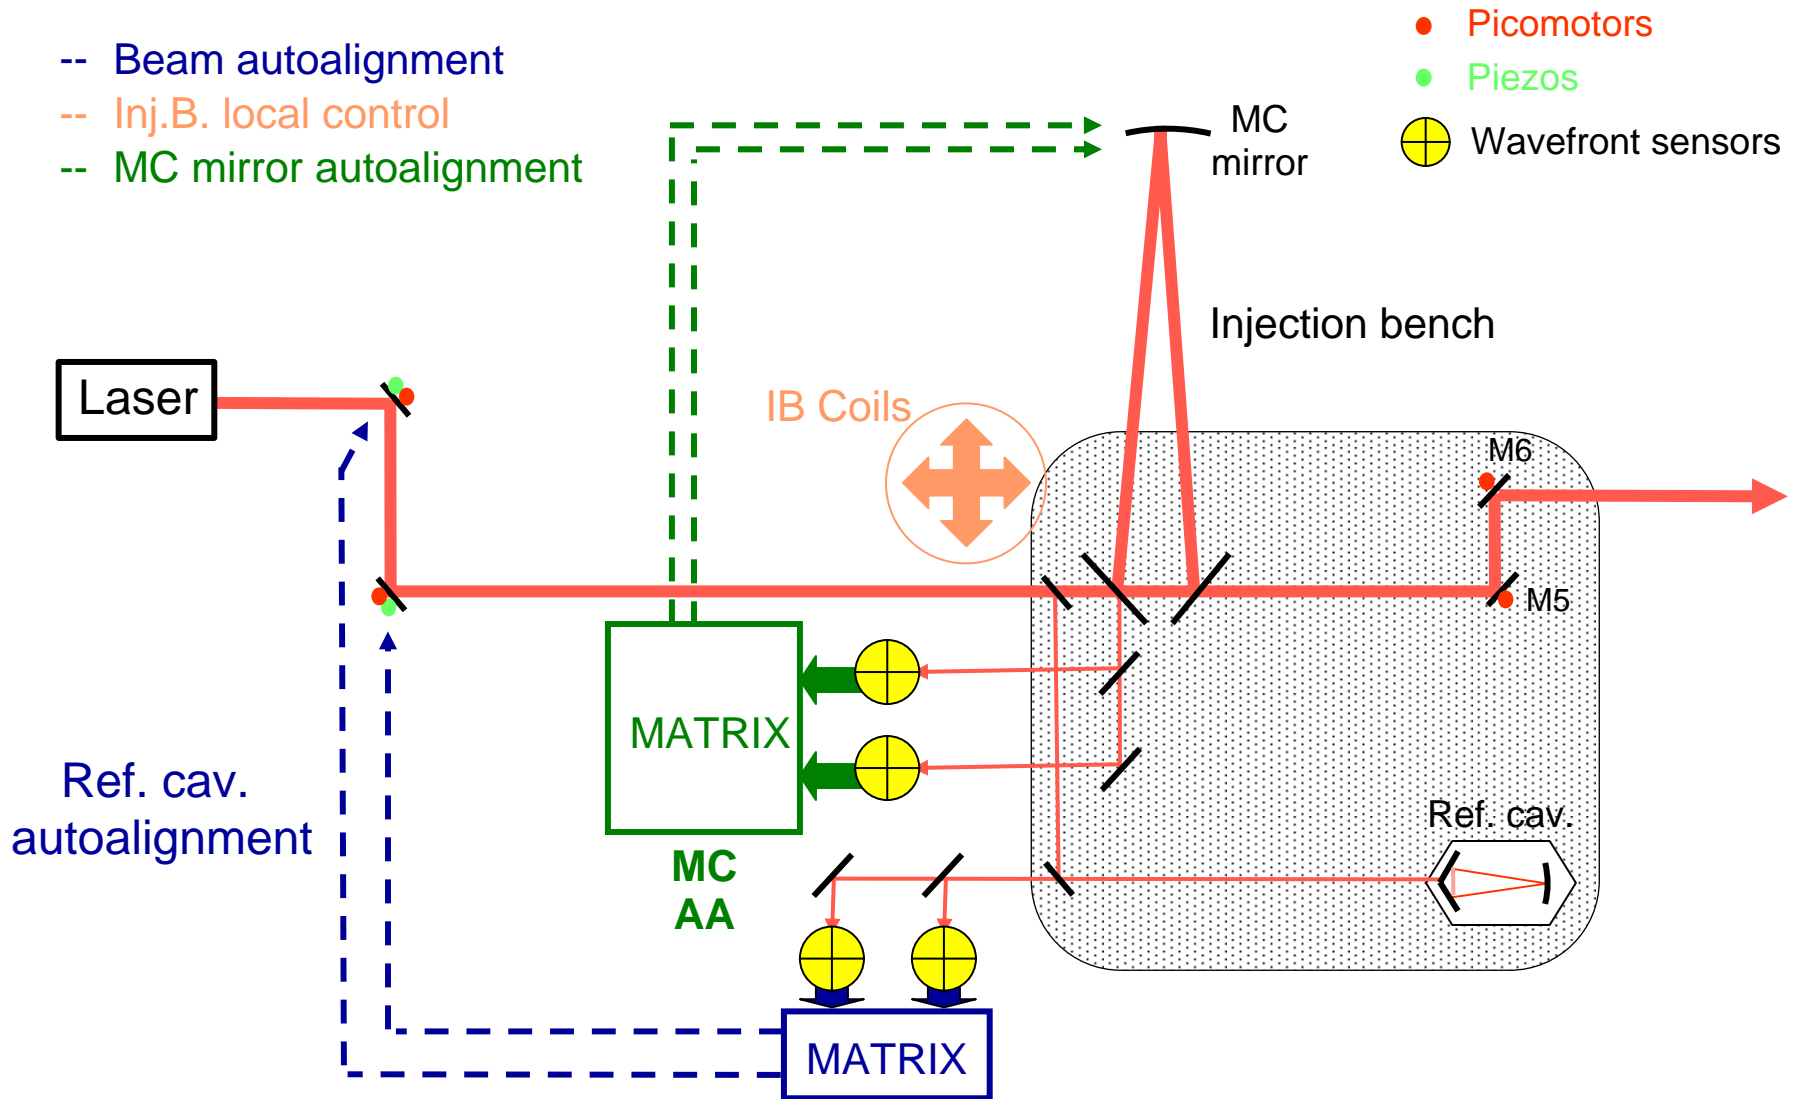 -- Beam autoalignment
-- Inj.B. local control
-- MC mirror autoalignment
Picomotors
Piezos
Wavefront sensors
MC
mirror
Injection bench
Laser
IB Coils
M6
M5
MATRIX
Ref. cav.
autoalignment
MC
AA
Ref. cav.
MATRIX